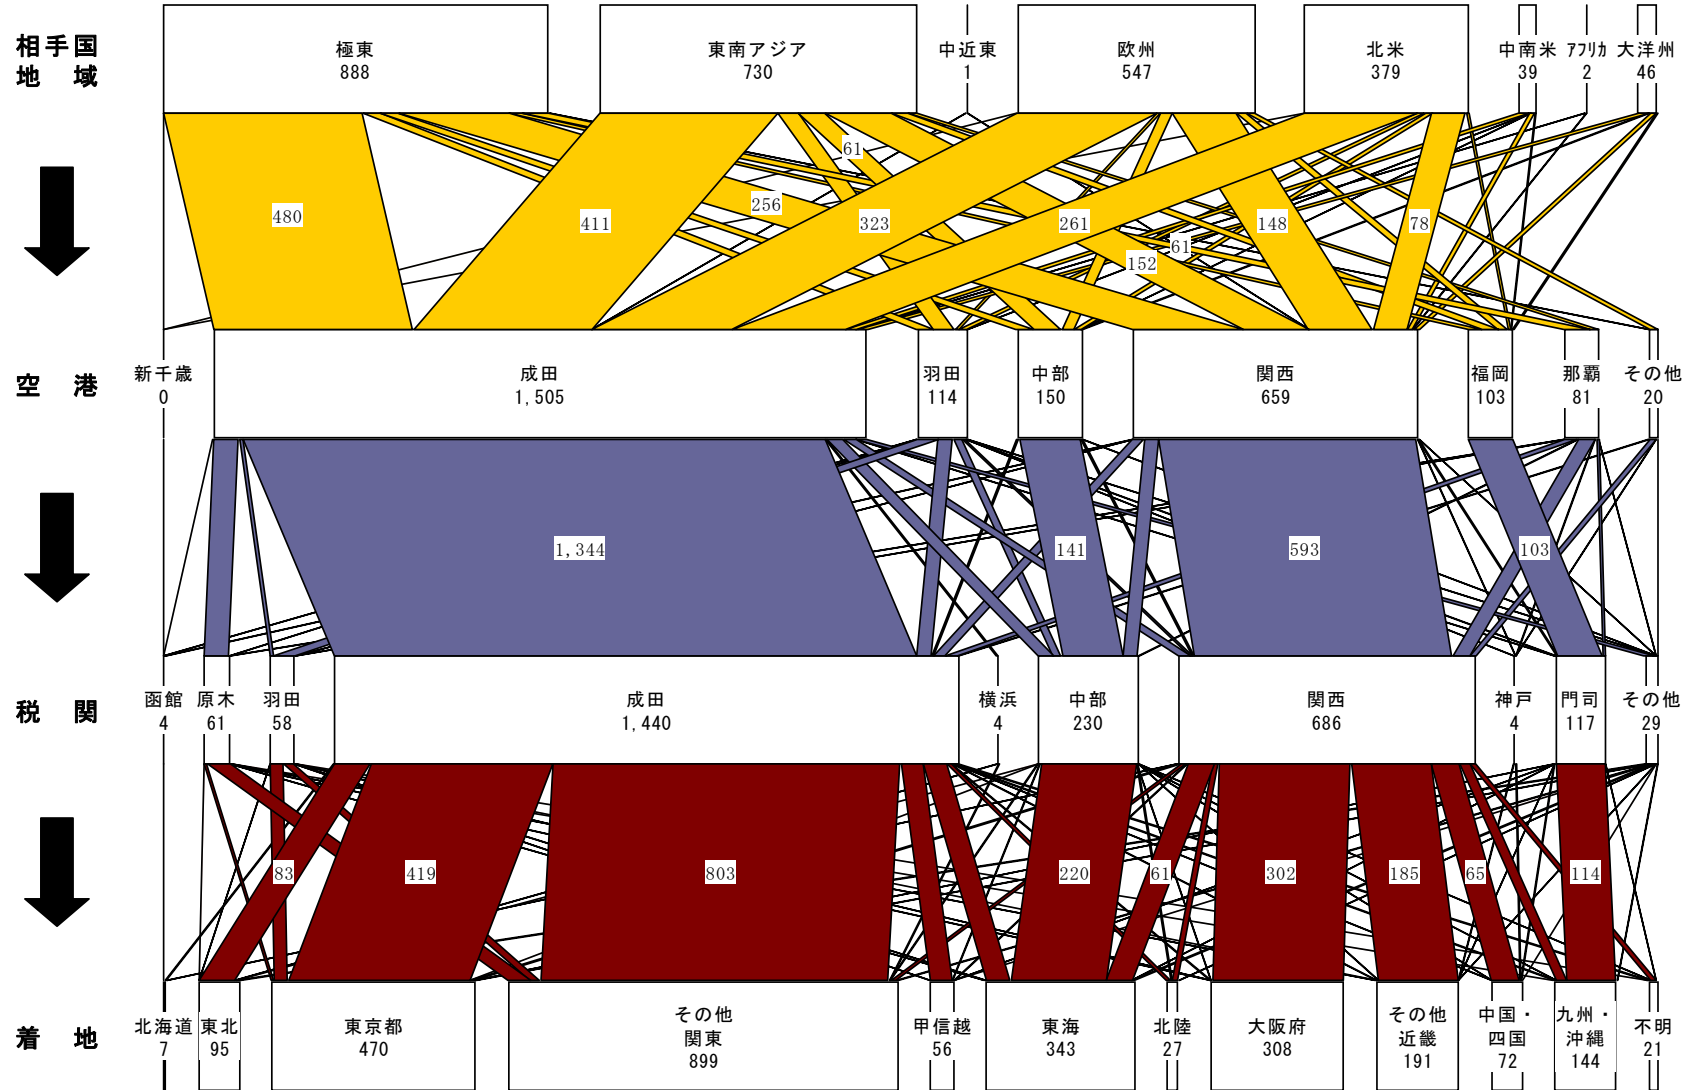 相手国
地　域
極東
888
東南アジア
730
中近東
1
欧州
547
北米
379
中南米
39
アフリカ
2
大洋州
46
61
256
480
411
323
261
148
78
61
152
空　港
新千歳
0
成田
1,505
羽田
114
中部
150
関西
659
福岡
103
那覇
81
その他
20
1,344
141
593
103
税　関
函館
4
原木
61
羽田
58
成田
1,440
横浜
4
中部
230
関西
686
神戸
4
門司
117
その他
29
83
419
803
220
61
302
185
65
114
着　地
北海道
7
東北
95
東京都
470
その他
関東
899
甲信越
56
東海
343
北陸
27
大阪府
308
その他
近畿
191
中国・
四国
72
九州・
沖縄
144
不明
21